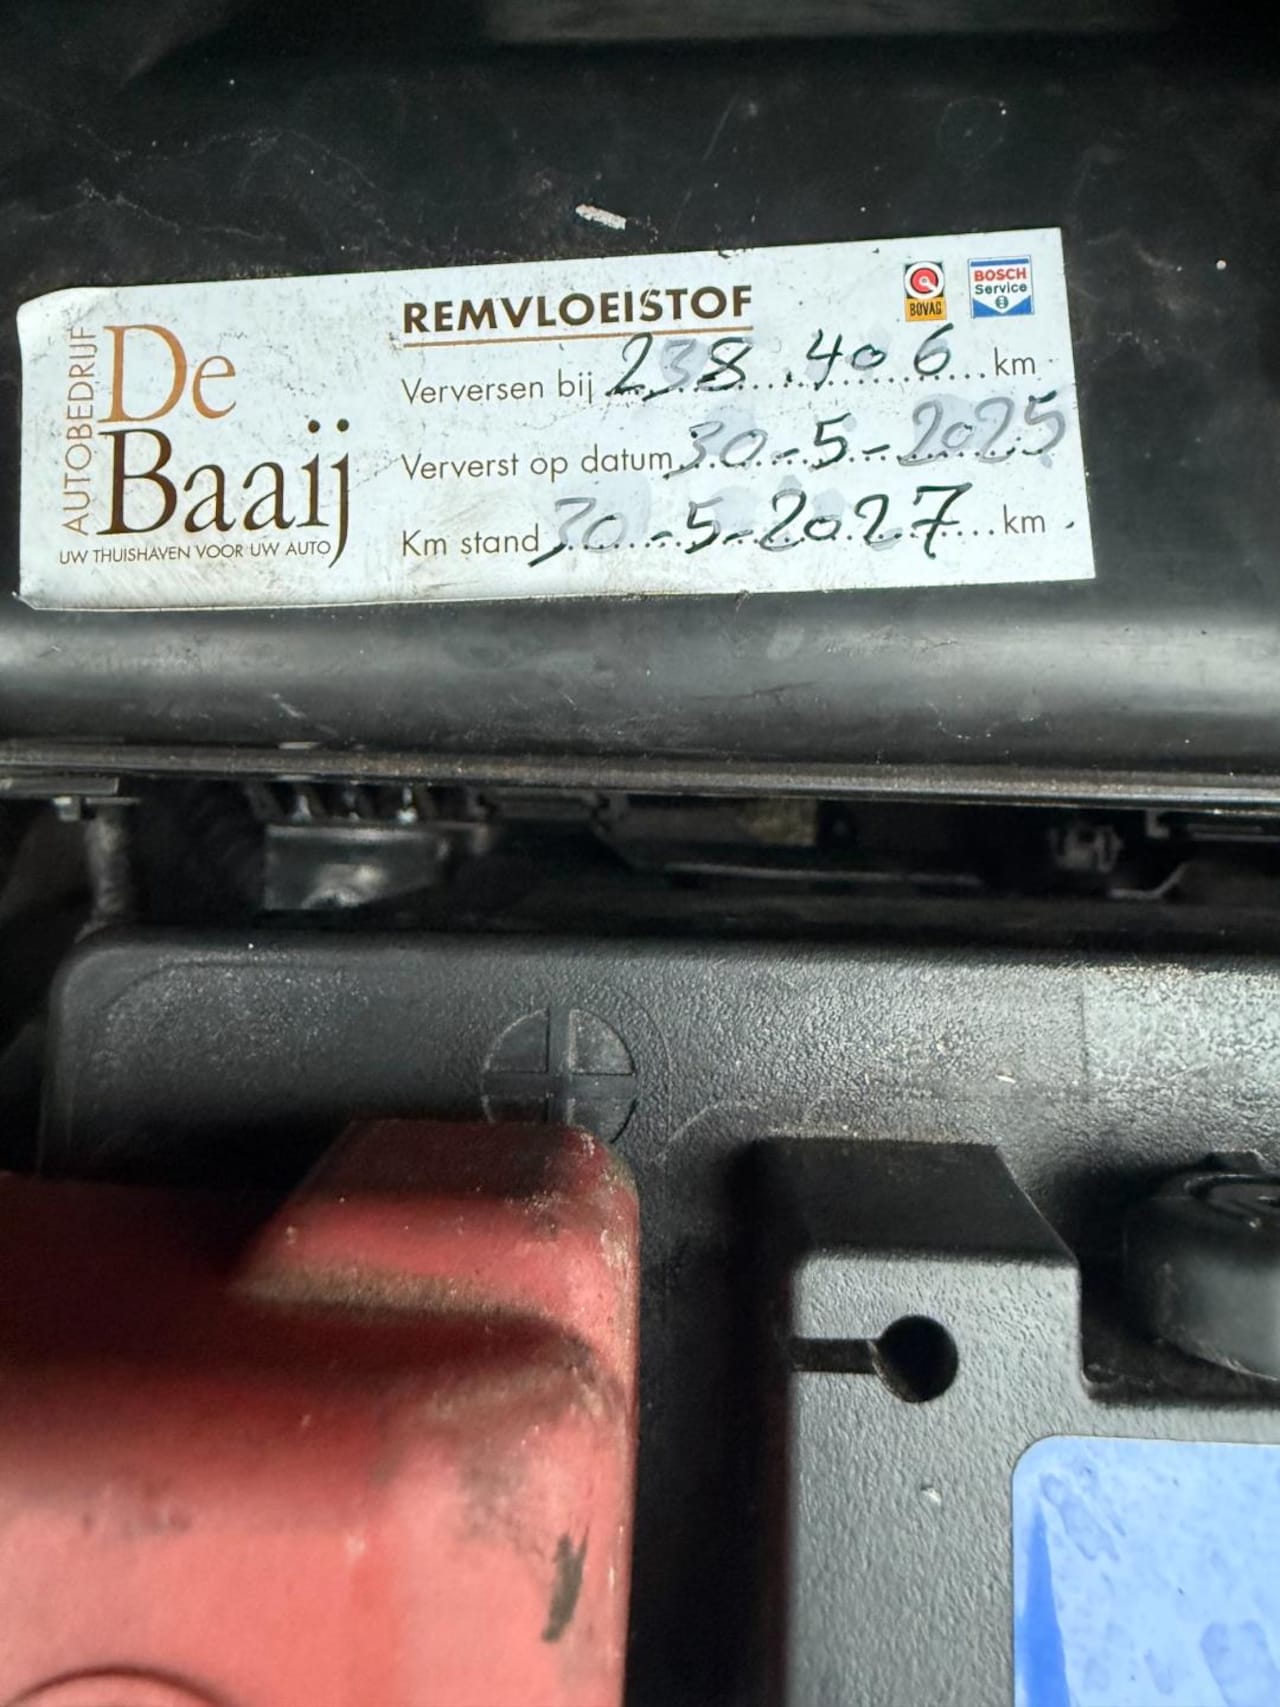 AUTOBEDRIJF
De
Baaij
UW THUISHAVEN VOOR UW AUTO
REMVLOEISTOF
BOVAG
BOSCH
Service
Verversen bij 238.406 km
Ververst op datum 30-5-2025
Km stand 30-5-2027 km